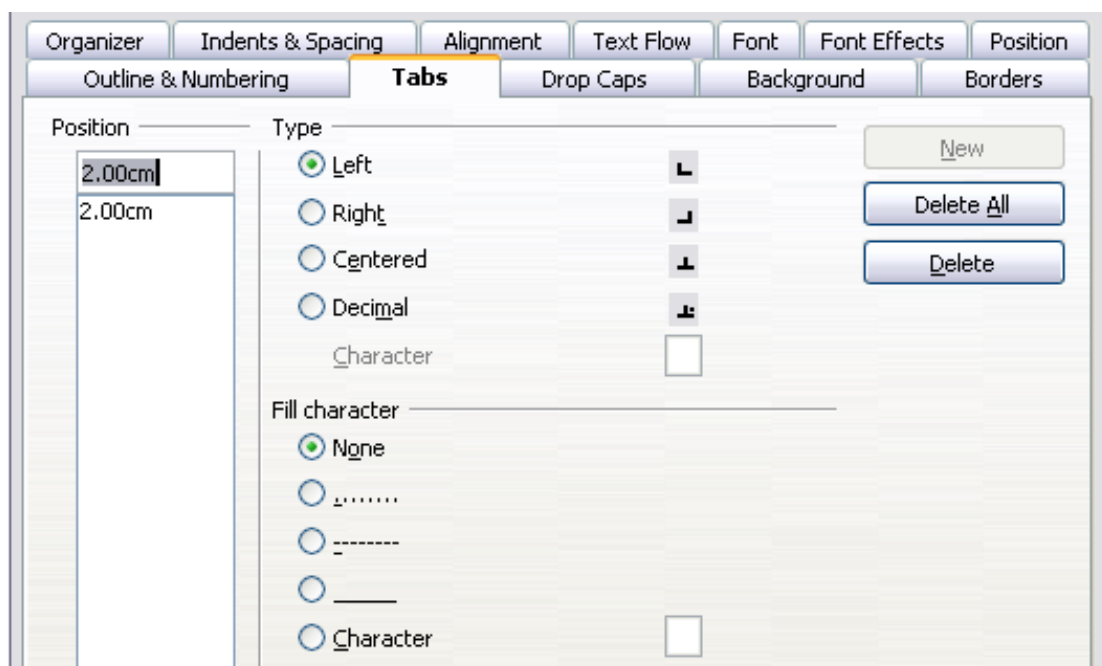 Organizer Indents & Spacing Alignment Text Flow Font Font Effects Position
Outline & Numbering Tabs Drop Caps Background Borders
Position Type New
2.00cm Left
2.00cm Right Delete All
Centered Delete
Decimal
Character
Fill character
None
........
--------
_____
Character